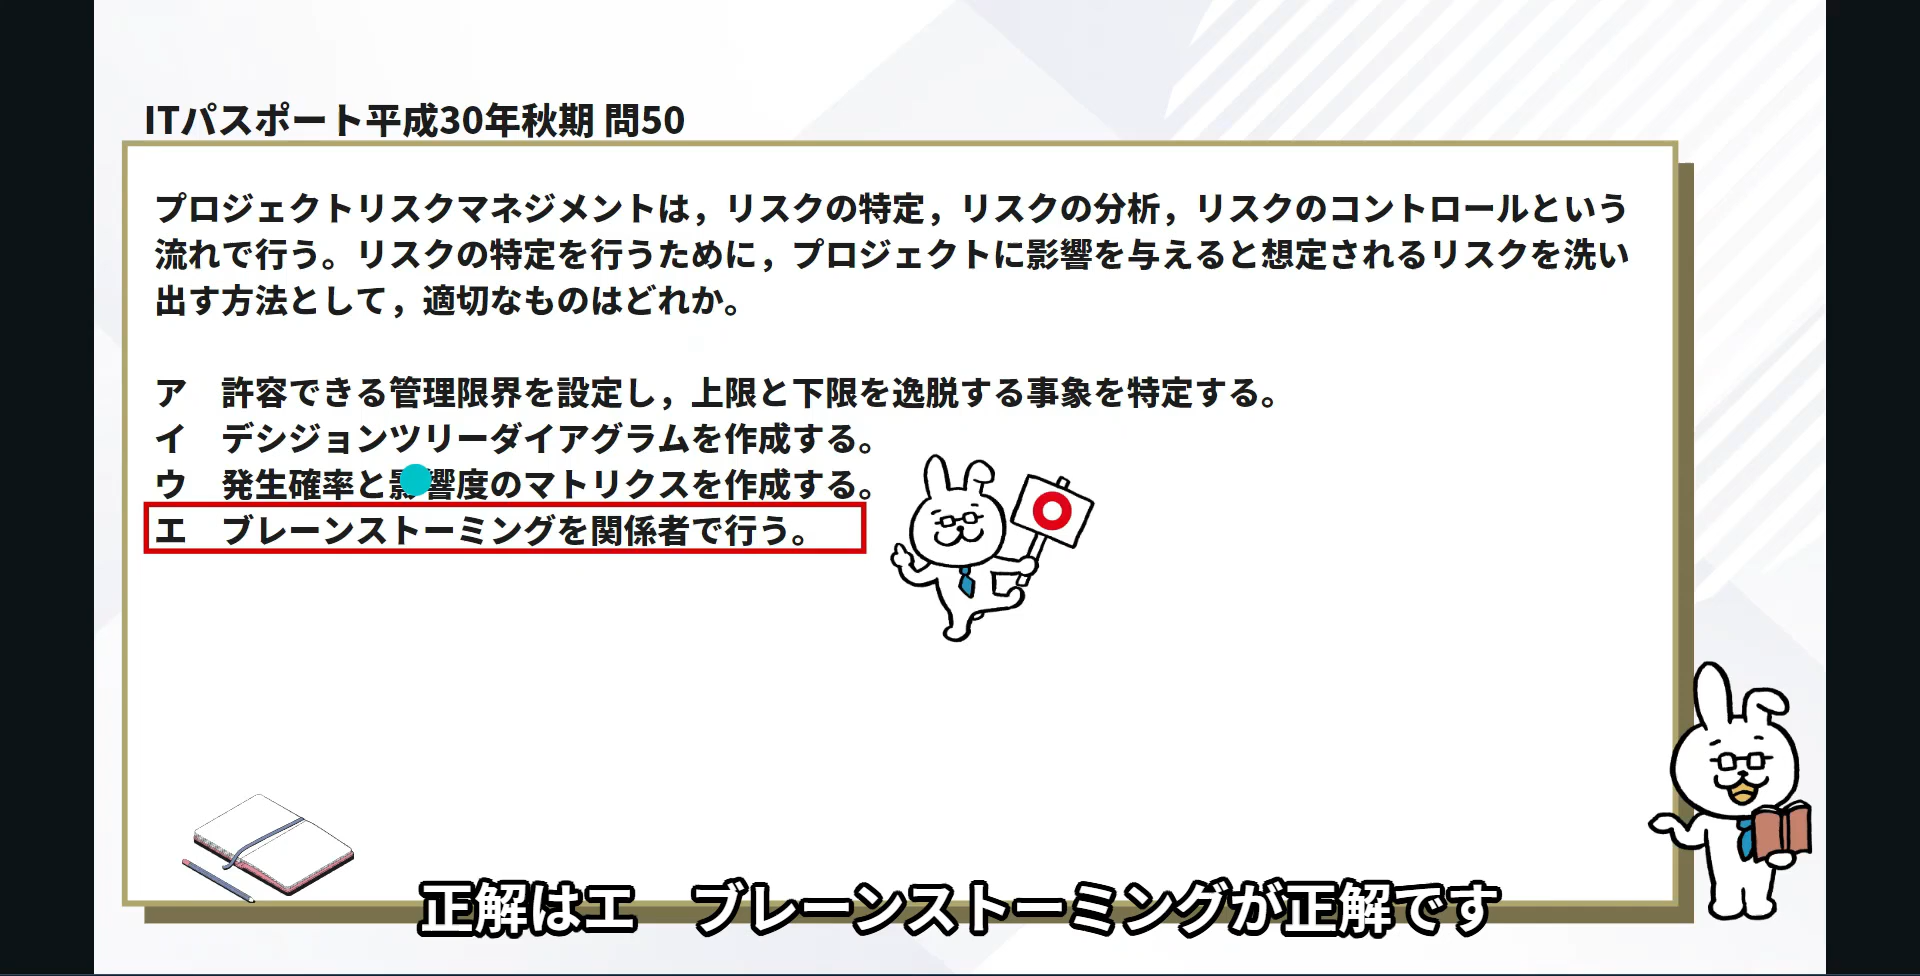 ITパスポート平成30年秋期 問50
プロジェクトリスクマネジメントは，リスクの特定，リスクの分析，リスクのコントロールという
流れで行う。リスクの特定を行うために，プロジェクトに影響を与えると想定されるリスクを洗い
出す方法として，適切なものはどれか。
ア　許容できる管理限界を設定し，上限と下限を逸脱する事象を特定する。
イ　デシジョンツリーダイアグラムを作成する。
ウ　発生確率と影響度のマトリクスを作成する。
エ　ブレーンストーミングを関係者で行う。
正解はエ　ブレーンストーミングが正解です